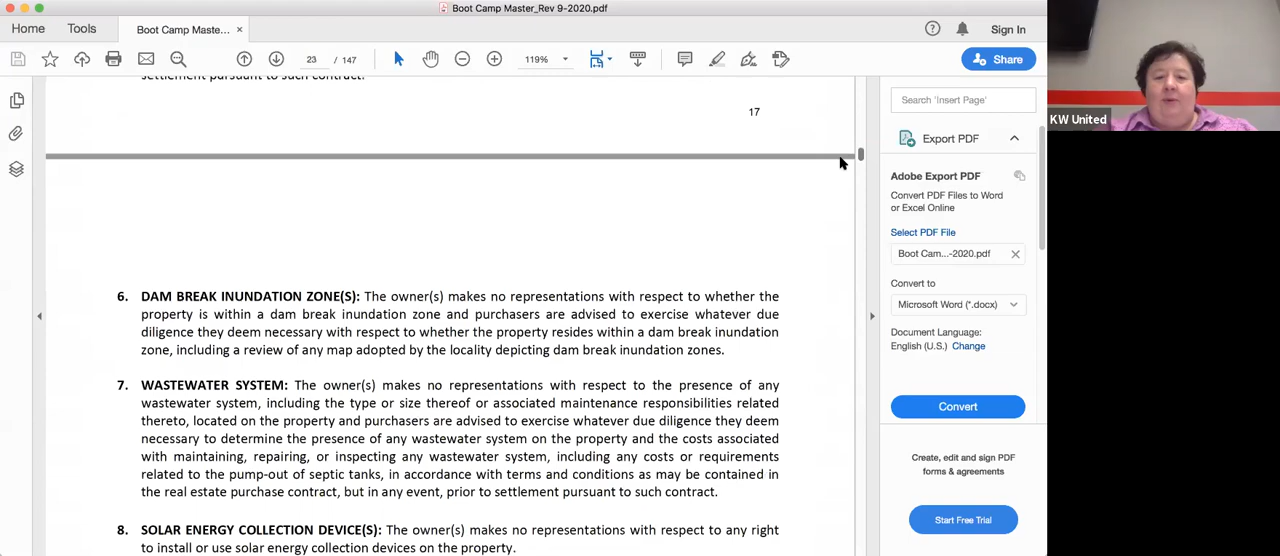 Boot Camp Master_Rev 9-2020.pdf
Home
Tools
Boot Camp Maste...
×
Sign In
23 / 147
119%
Share
settlement pursuant to such contract.
17
6. DAM BREAK INUNDATION ZONE(S): The owner(s) makes no representations with respect to whether the
property is within a dam break inundation zone and purchasers are advised to exercise whatever due
diligence they deem necessary with respect to whether the property resides within a dam break inundation
zone, including a review of any map adopted by the locality depicting dam break inundation zones.
7. WASTEWATER SYSTEM: The owner(s) makes no representations with respect to the presence of any
wastewater system, including the type or size thereof or associated maintenance responsibilities related
thereto, located on the property and purchasers are advised to exercise whatever due diligence they deem
necessary to determine the presence of any wastewater system on the property and the costs associated
with maintaining, repairing, or inspecting any wastewater system, including any costs or requirements
related to the pump-out of septic tanks, in accordance with terms and conditions as may be contained in
the real estate purchase contract, but in any event, prior to settlement pursuant to such contract.
8. SOLAR ENERGY COLLECTION DEVICE(S): The owner(s) makes no representations with respect to any right
to install or use solar energy collection devices on the property.
Search 'Insert Page'
Export PDF
Adobe Export PDF
Convert PDF Files to Word
or Excel Online
Select PDF File
Boot Cam...-2020.pdf
Convert to
Microsoft Word (*.docx)
Document Language:
English (U.S.) Change
Convert
Create, edit and sign PDF
forms & agreements
Start Free Trial
KW United